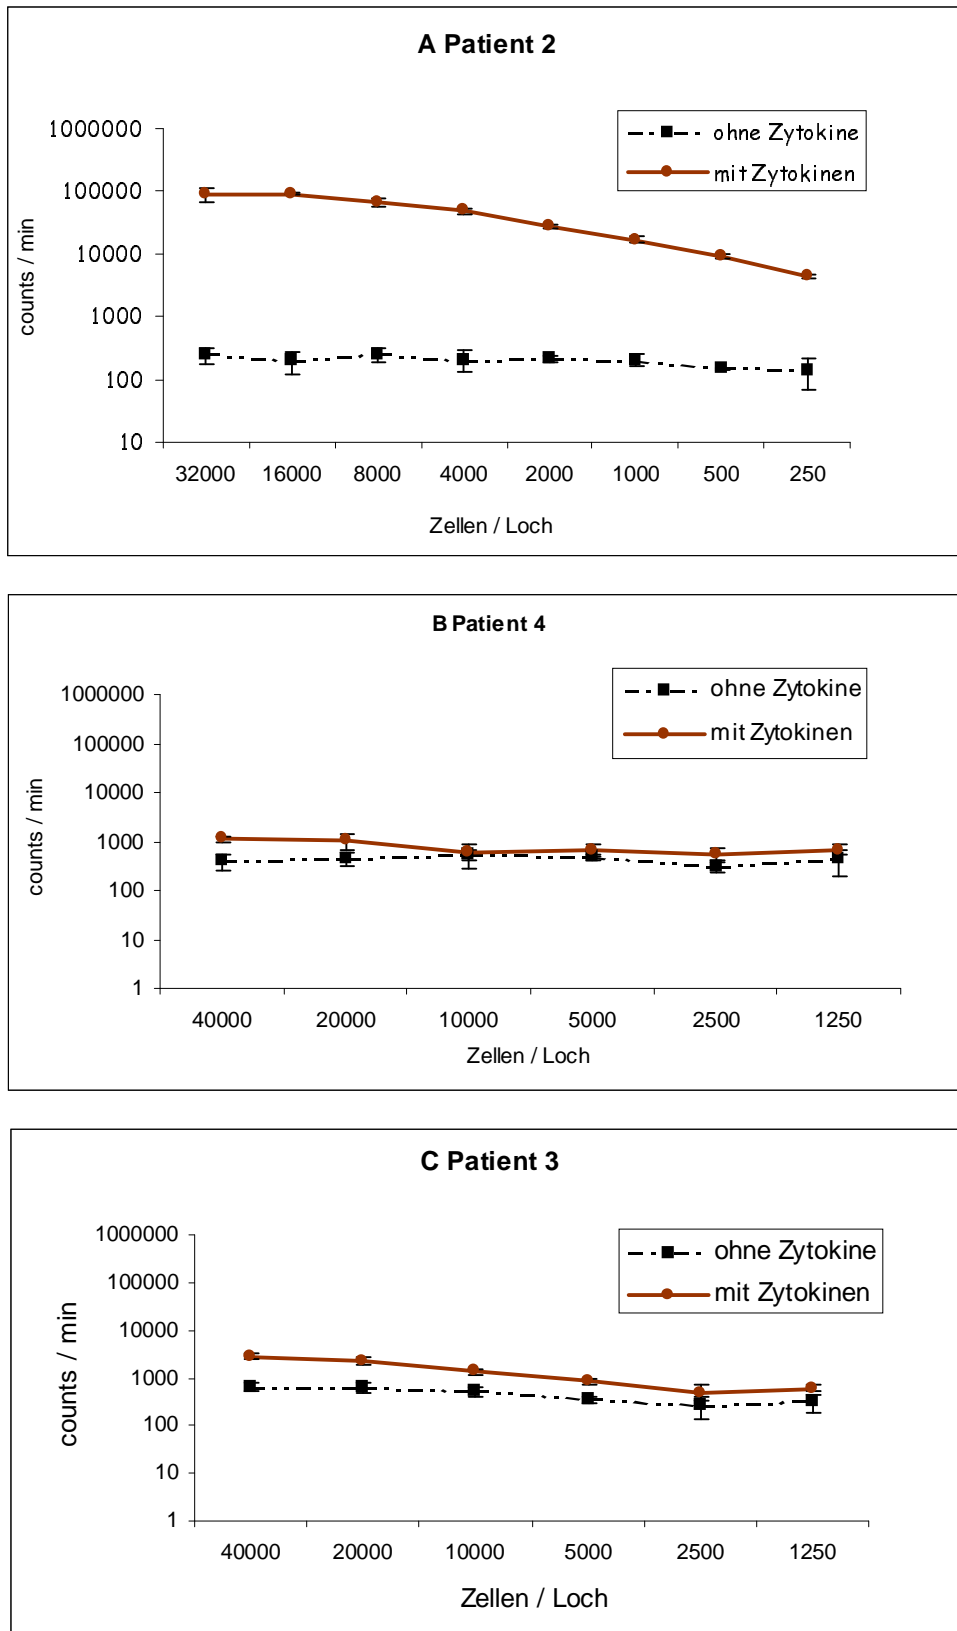 A Patient 2
1000000
100000
10000
1000
100
10
counts / min
ohne Zytokine
mit Zytokinen
32000 16000 8000 4000 2000 1000 500 250
Zellen / Loch
B Patient 4
1000000
100000
10000
1000
100
10
1
counts / min
ohne Zytokine
mit Zytokinen
40000 20000 10000 5000 2500 1250
Zellen / Loch
C Patient 3
1000000
100000
10000
1000
100
10
1
counts / min
ohne Zytokine
mit Zytokinen
40000 20000 10000 5000 2500 1250
Zellen / Loch